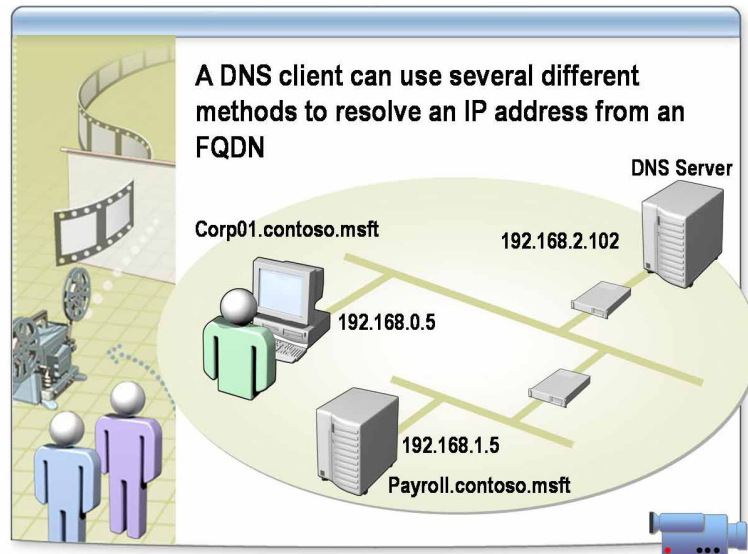 A DNS client can use several different
methods to resolve an IP address from an
FQDN
DNS Server
Corp01.contoso.msft
192.168.2.102
192.168.0.5
192.168.1.5
Payroll.contoso.msft